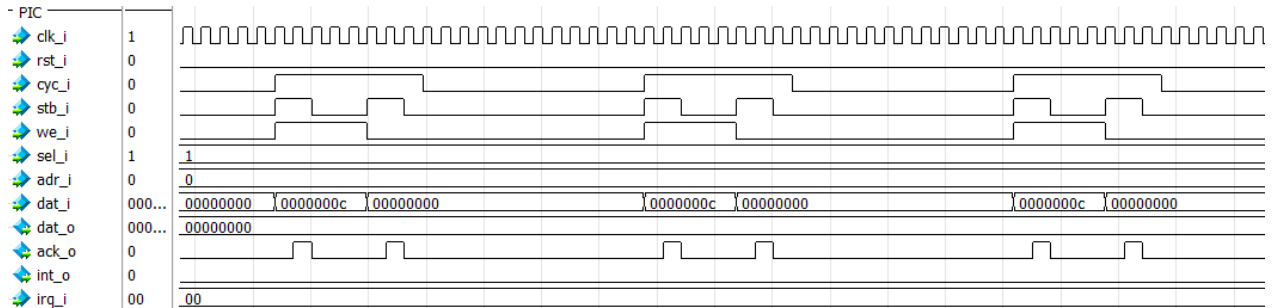 PIC
clk_i 1
rst_i 0
cyc_i 0
stb_i 0
we_i 0
sel_i 1 1
adr_i 0 0
dat_i 000... 00000000 0000000c 00000000 0000000c 00000000 0000000c 00000000
dat_o 000... 00000000
ack_o 0
int_o 0
irq_i 00 00